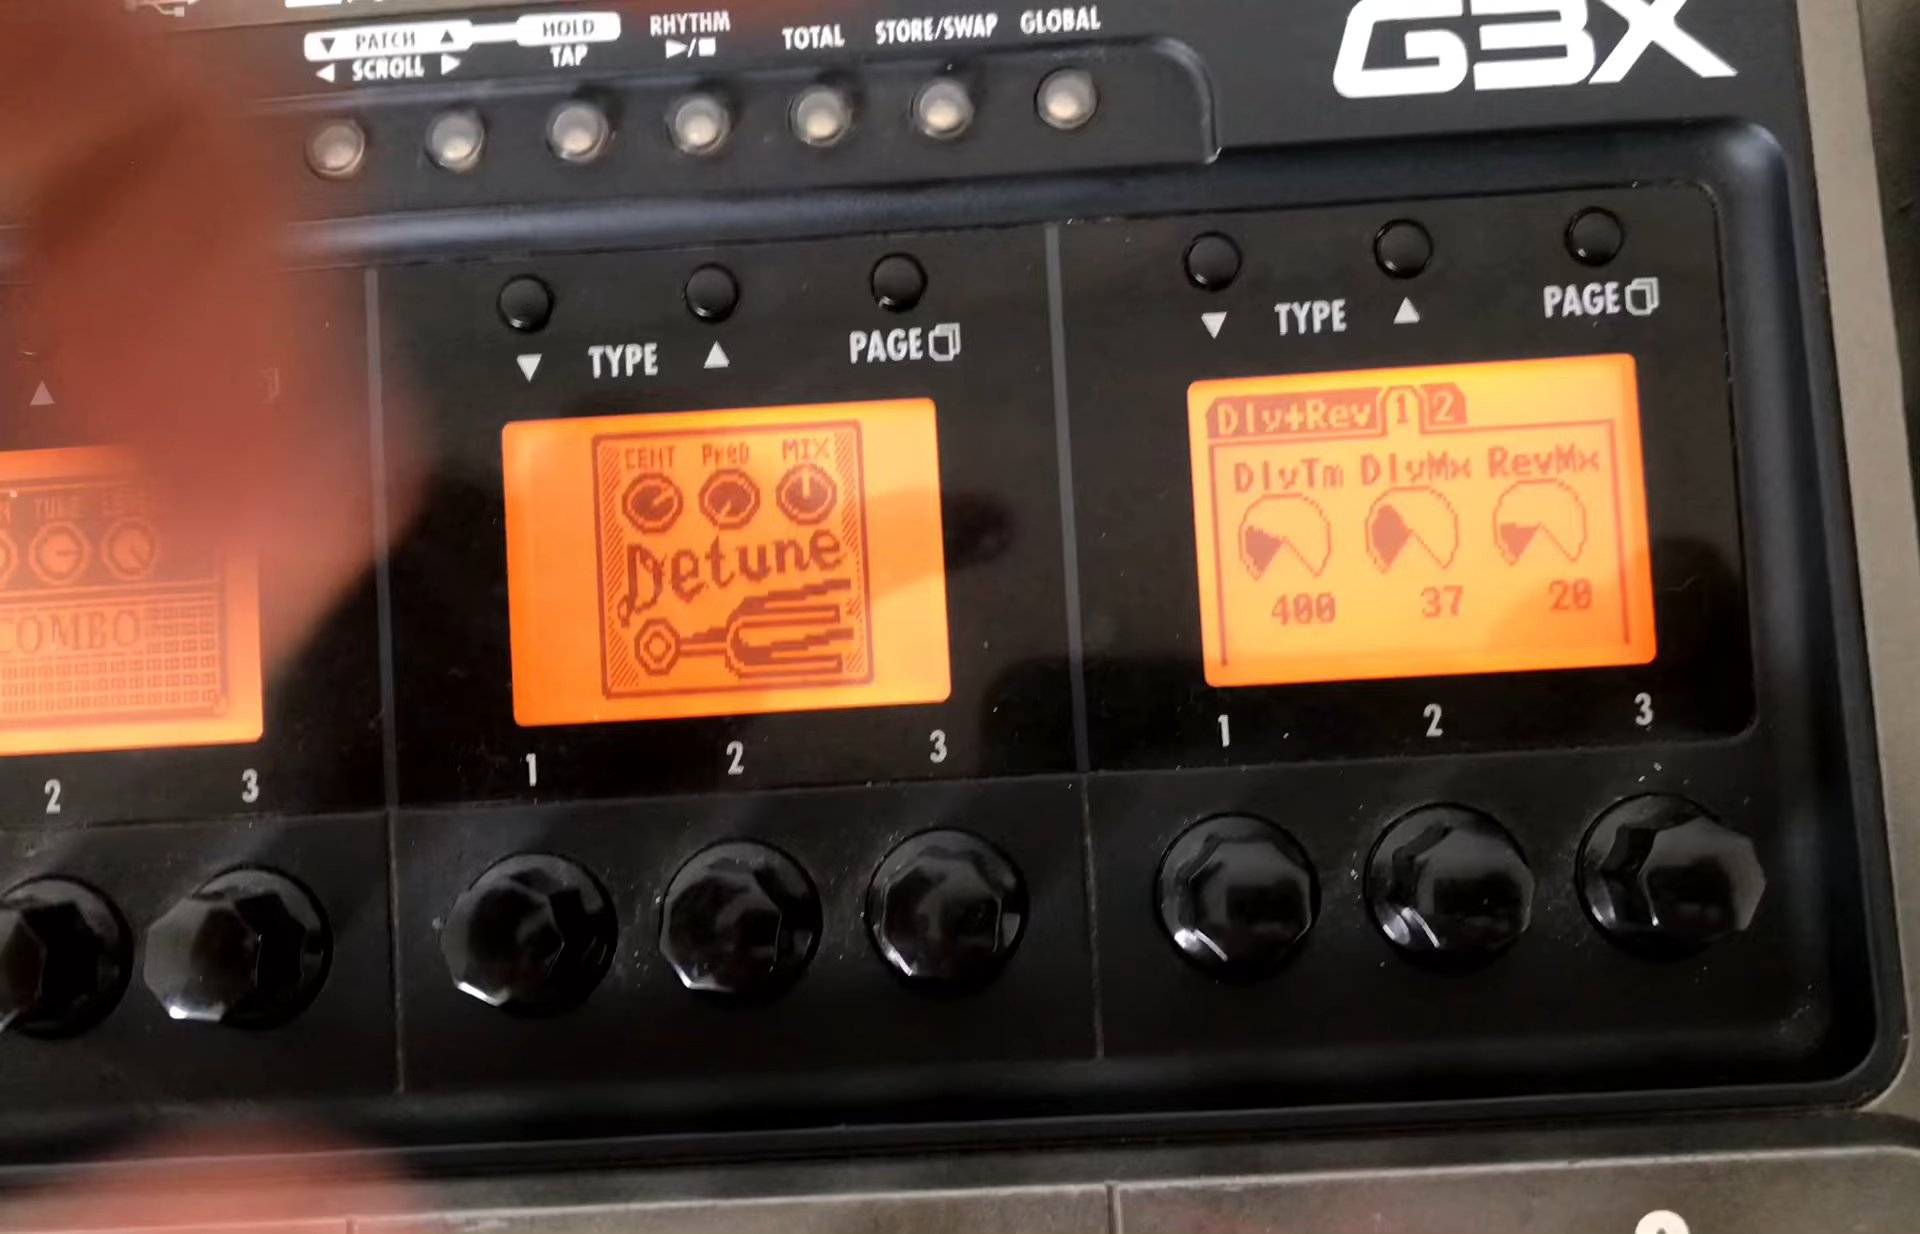 PATCH
SCROLL
HOLD
TAP
RHYTHM
TOTAL
STORE/SWAP
GLOBAL
G3X
TYPE
PAGE
TYPE
PAGE
COMBO
CENT PreD MIX
Detune
Dly+Rev 1 2
DlyTm DlyMx RevMx
400 37 20
2 3
1 2 3
1 2 3